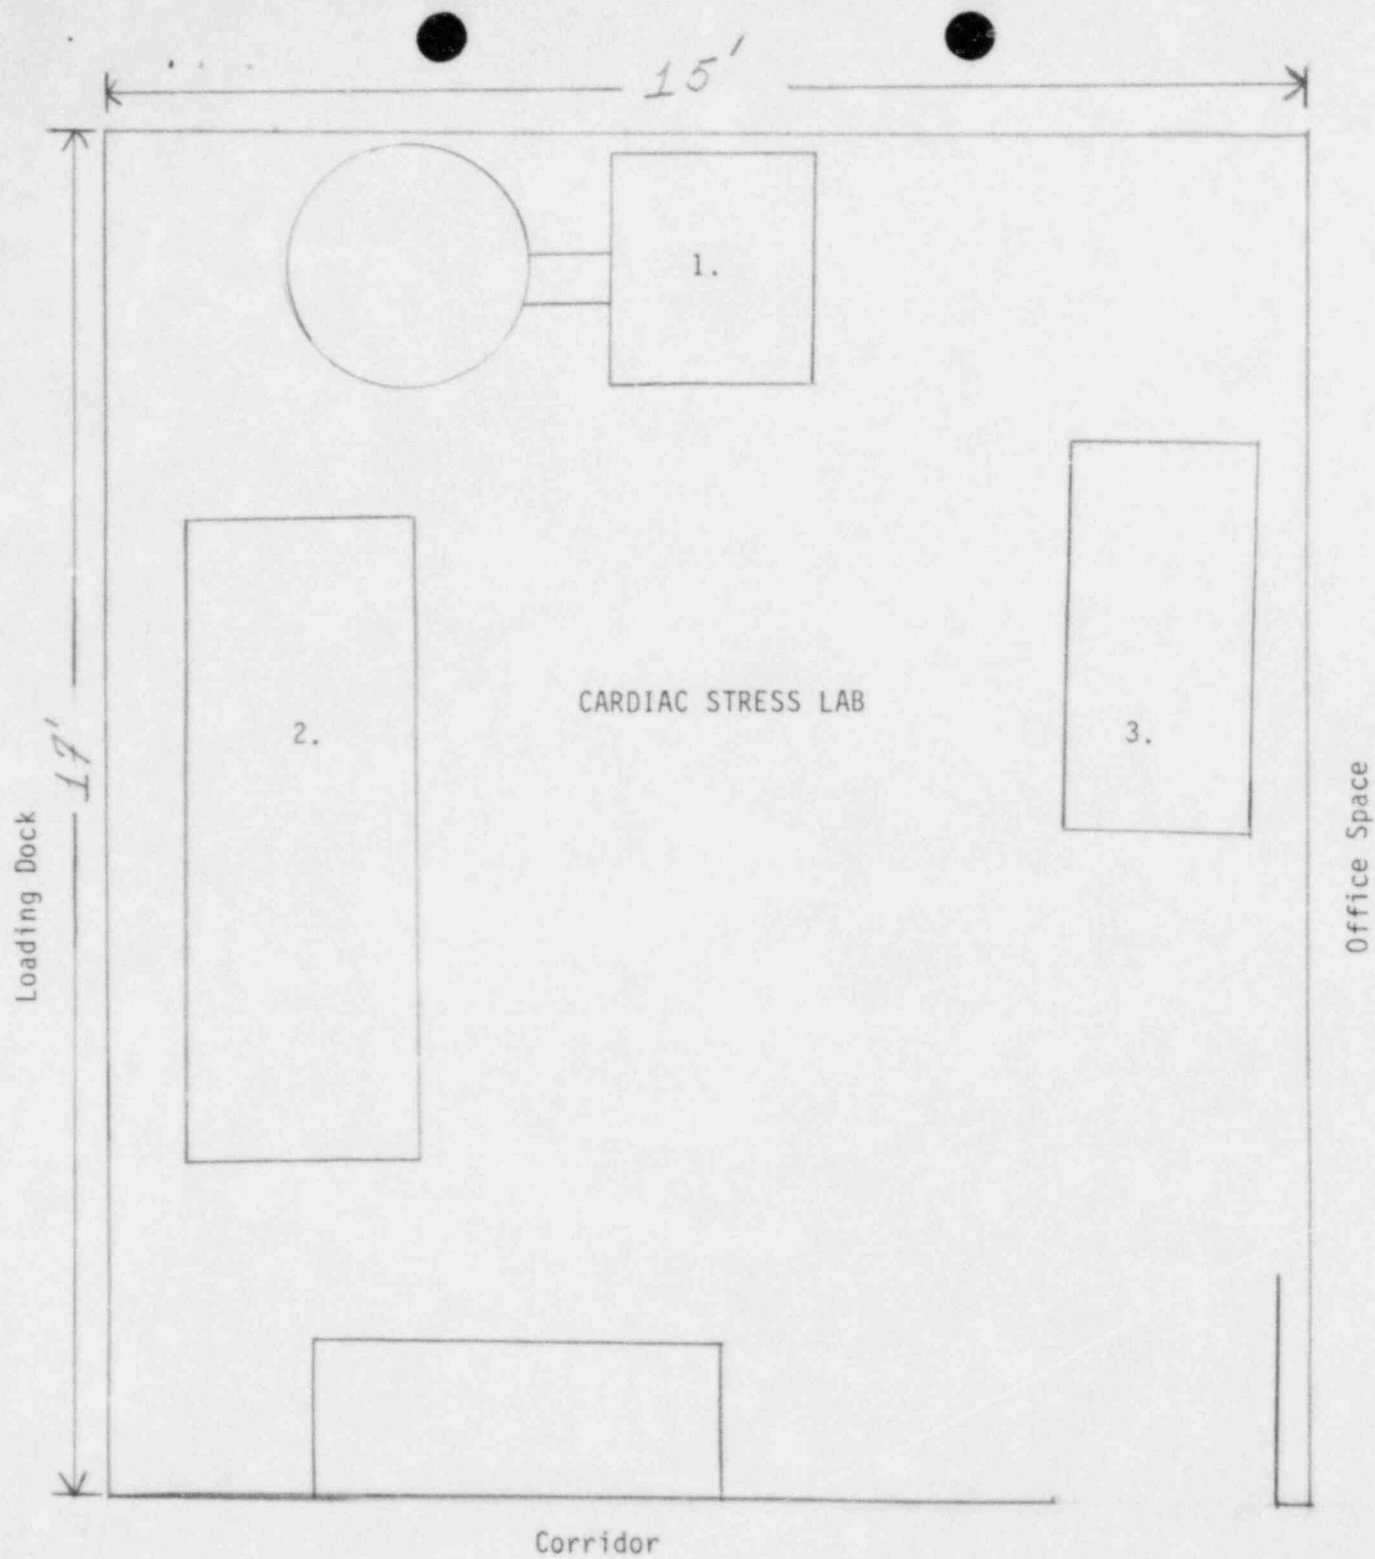 15'
1.
CARDIAC STRESS LAB
2.
3.
17'
Loading Dock
Office Space
Corridor